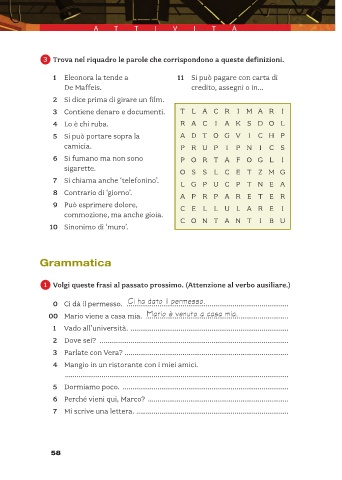 ATTIVITÀ
3 Trova nel riquadro le parole che corrispondono a queste definizioni.
1 Eleonora la tende a
De Maffeis.
2 Si dice prima di girare un film.
3 Contiene denaro e documenti.
4 Lo è chi ruba.
5 Si può portare sopra la
camicia.
6 Si fumano ma non sono
sigarette.
7 Si chiama anche ‘telefonino’.
8 Contrario di ‘giorno’.
9 Può esprimere dolore,
commozione, ma anche gioia.
10 Sinonimo di ‘muro’.
11 Si può pagare con carta di
credito, assegni o in...
T L A C R I M A R I
R A C I A K S D O L
A D T O G V I C H P
P R U P I P N I C S
P O R T A F O G L I
O S S L C E T Z M G
L G P U C P T N E A
A P R P A R E T E R
C E L L U L A R E I
C O N T A N T I B U
Grammatica
1 Volgi queste frasi al passato prossimo. (Attenzione al verbo ausiliare.)
0 Ci dà il permesso. Ci ha dato il permesso.
00 Mario viene a casa mia. Mario è venuto a casa mia.
1 Vado all’università.
2 Dove sei?
3 Parlate con Vera?
4 Mangio in un ristorante con i miei amici.
5 Dormiamo poco.
6 Perché vieni qui, Marco?
7 Mi scrive una lettera.
58